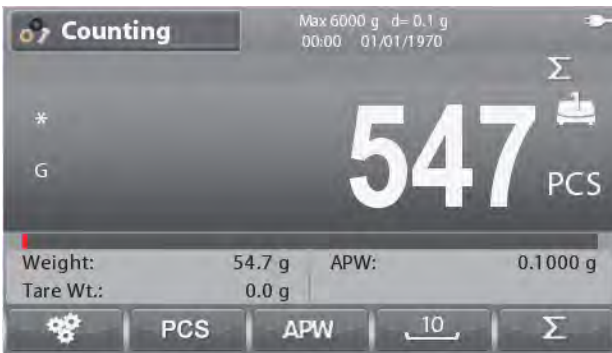 Counting
Max 6000 g d= 0.1 g
00:00 01/01/1970
Σ
*
G
547 PCS
Weight: 54.7 g APW: 0.1000 g
Tare Wt.: 0.0 g
PCS APW 10 Σ